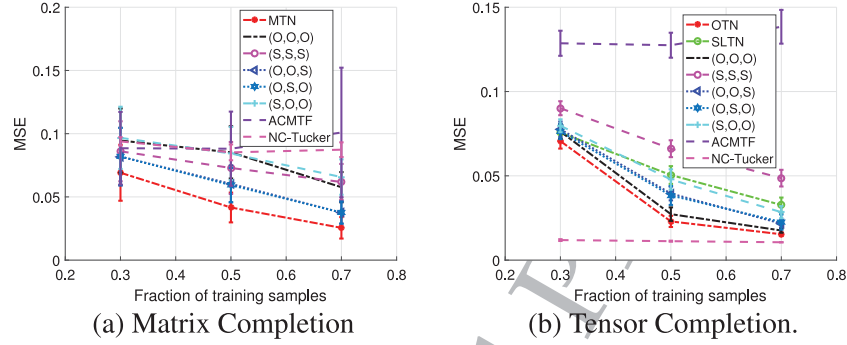 0.2
0.15
0.1
0.05
0
MSE
MTN
(O,O,O)
(S,S,S)
(O,O,S)
(O,S,O)
(S,O,O)
ACMTF
NC-Tucker
0.2 0.3 0.4 0.5 0.6 0.7 0.8
Fraction of training samples
(a) Matrix Completion
0.15
0.1
0.05
0
MSE
OTN
SLTN
(O,O,O)
(S,S,S)
(O,O,S)
(O,S,O)
(S,O,O)
ACMTF
NC-Tucker
0.2 0.3 0.4 0.5 0.6 0.7 0.8
Fraction of training samples
(b) Tensor Completion.